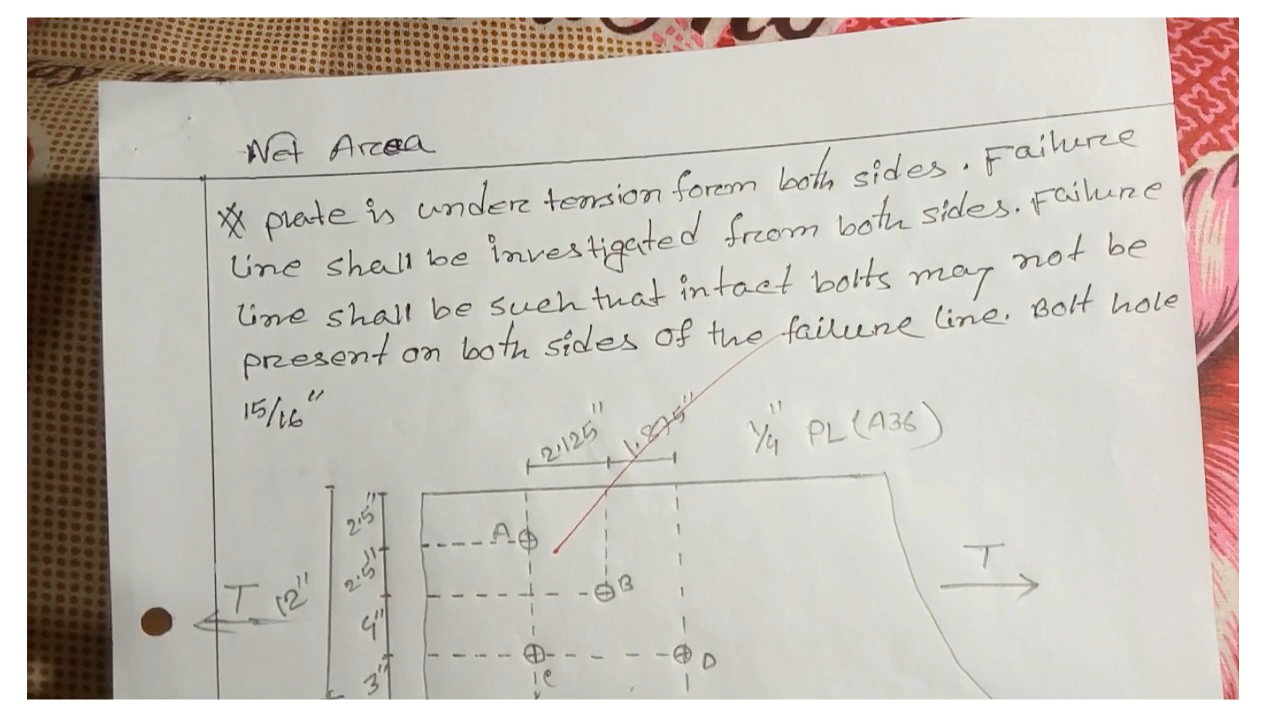 Net Area
※ plate is under tension form both sides. Failure
line shall be investigated from both sides. Failure
line shall be such that intact bolts may not be
present on both sides of the failure line. Bolt hole
15/16"
2.125" 1.875" 1/4" PL (A36)
2.5" A
T 12" 2.5" B T
4" C D
3"